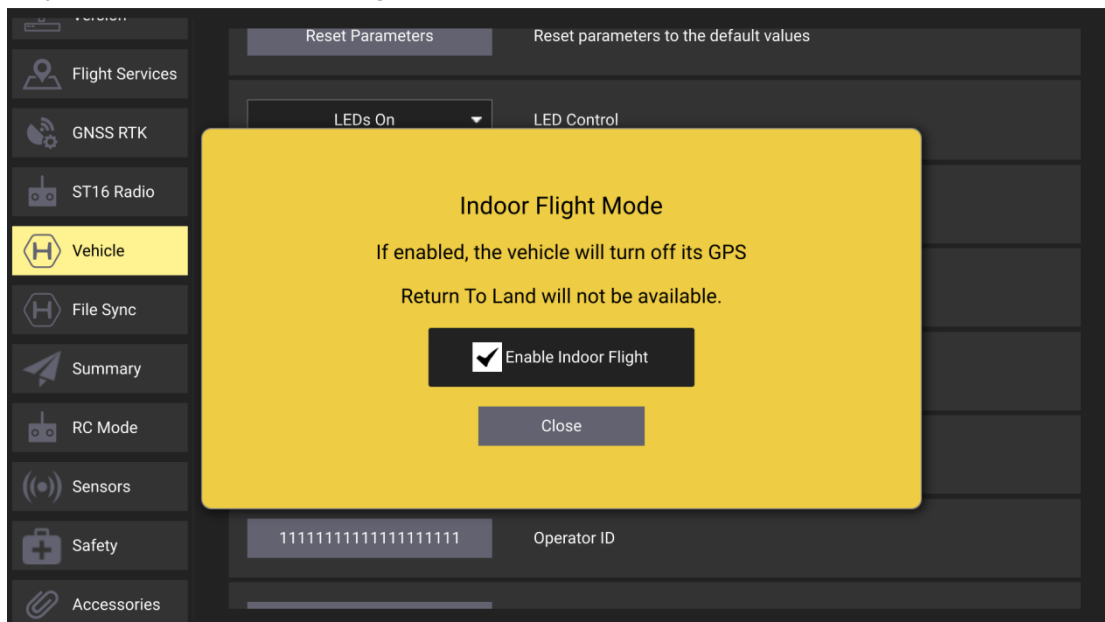 Version
Flight Services
GNSS RTK
ST16 Radio
Vehicle
File Sync
Summary
RC Mode
Sensors
Safety
Accessories
Reset Parameters
Reset parameters to the default values
LEDs On
LED Control
Indoor Flight Mode
If enabled, the vehicle will turn off its GPS
Return To Land will not be available.
Enable Indoor Flight
Close
11111111111111111111
Operator ID